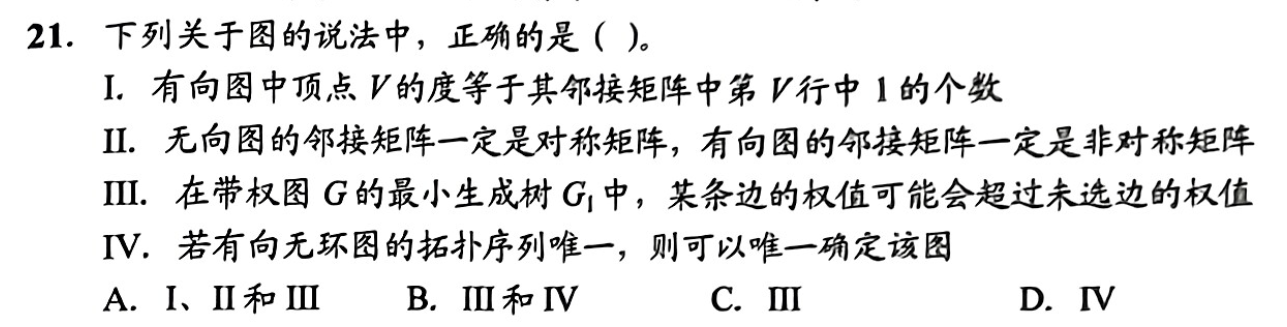 21. 下列关于图的说法中，正确的是（ ）。
I. 有向图中顶点 V 的度等于其邻接矩阵中第 V 行中 1 的个数
II. 无向图的邻接矩阵一定是对称矩阵，有向图的邻接矩阵一定是非对称矩阵
III. 在带权图 G 的最小生成树 G₁ 中，某条边的权值可能会超过未选边的权值
IV. 若有向无环图的拓扑序列唯一，则可以唯一确定该图
A. I、II 和 III B. III 和 IV C. III D. IV